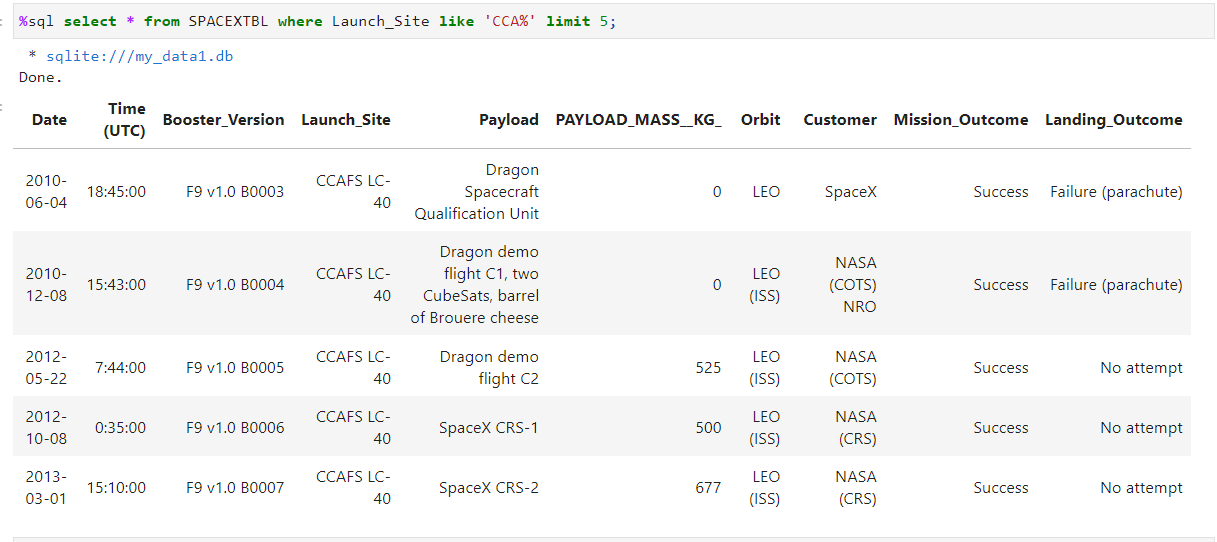 %sql select * from SPACEXTBL where Launch_Site like 'CCA%' limit 5;
* sqlite:///my_data1.db
Done.
Date Time (UTC) Booster_Version Launch_Site Payload PAYLOAD_MASS__KG_ Orbit Customer Mission_Outcome Landing_Outcome
2010-06-04 18:45:00 F9 v1.0 B0003 CCAFS LC-40 Dragon Spacecraft Qualification Unit 0 LEO SpaceX Success Failure (parachute)
2010-12-08 15:43:00 F9 v1.0 B0004 CCAFS LC-40 Dragon demo flight C1, two CubeSats, barrel of Brouere cheese 0 LEO (ISS) NASA (COTS) NRO Success Failure (parachute)
2012-05-22 7:44:00 F9 v1.0 B0005 CCAFS LC-40 Dragon demo flight C2 525 LEO (ISS) NASA (COTS) Success No attempt
2012-10-08 0:35:00 F9 v1.0 B0006 CCAFS LC-40 SpaceX CRS-1 500 LEO (ISS) NASA (CRS) Success No attempt
2013-03-01 15:10:00 F9 v1.0 B0007 CCAFS LC-40 SpaceX CRS-2 677 LEO (ISS) NASA (CRS) Success No attempt